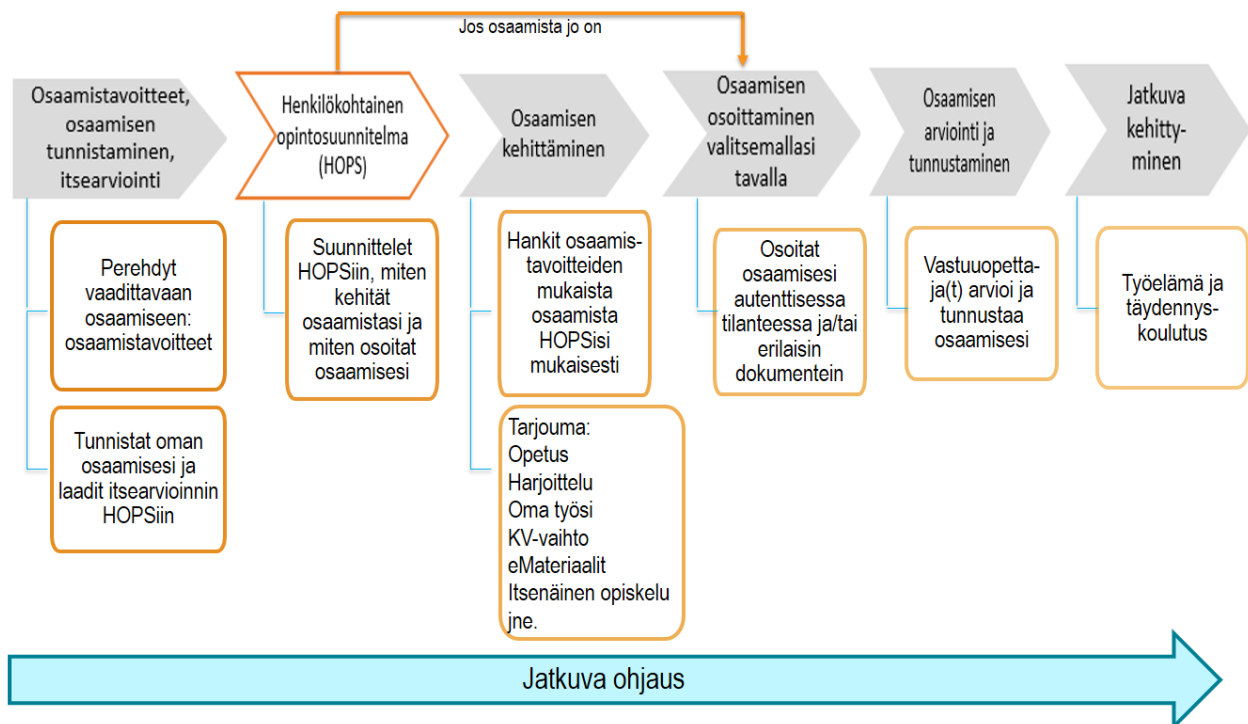 Jos osaamista jo on
Osaamistavoitteet,
osaamisen
tunnistaminen,
itsearviointi
Henkilökohtainen
opintosuunnitelma
(HOPS)
Osaamisen
kehittäminen
Osaamisen
osoittaminen
valitsemallasi
tavalla
Osaamisen
arviointi ja
tunnustaminen
Jatkuva
kehitty-
minen
Perehdyt
vaadittavaan
osaamiseen:
osaamistavoitteet
Tunnistat oman
osaamisesi ja
laadit itsearvioinnin
HOPSiin
Suunnittelet
HOPSiin, miten
kehität
osaamistasi ja
miten osoitat
osaamisesi
Hankit osaamis-
tavoitteiden
mukaista
osaamista
HOPSisi
mukaisesti
Tarjouma:
Opetus
Harjoittelu
Oma työsi
KV-vaihto
eMateriaalit
Itsenäinen opiskelu
jne.
Osoitat
osaamisesi
autenttisessa
tilanteessa ja/tai
erilaisin
dokumentein
Vastuuopetta-
ja(t) arvioi ja
tunnustaa
osaamisesi
Työelämä ja
täydennys-
koulutus
Jatkuva ohjaus